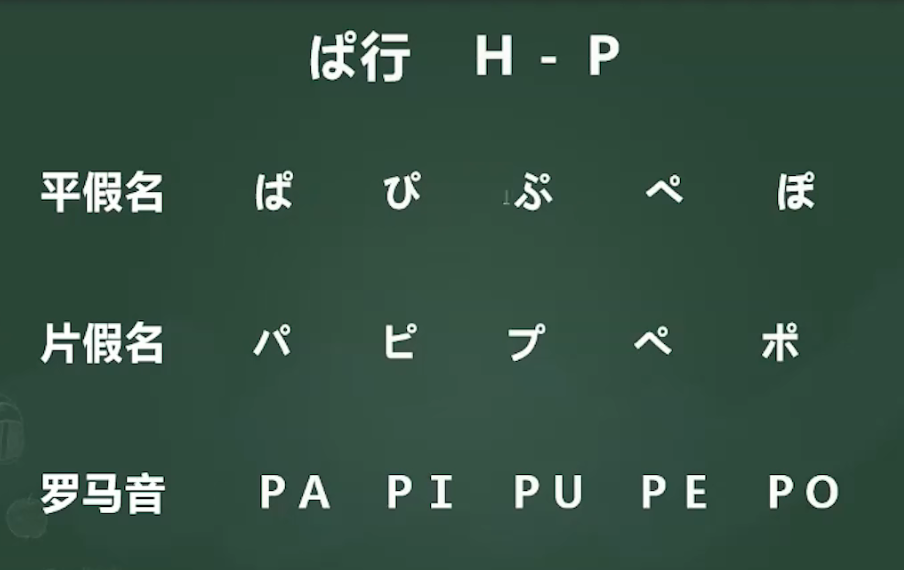 ぱ行 H - P
平假名 ぱ ぴ ぷ ぺ ぽ
片假名 パ ピ プ ペ ポ
罗马音 PA PI PU PE PO